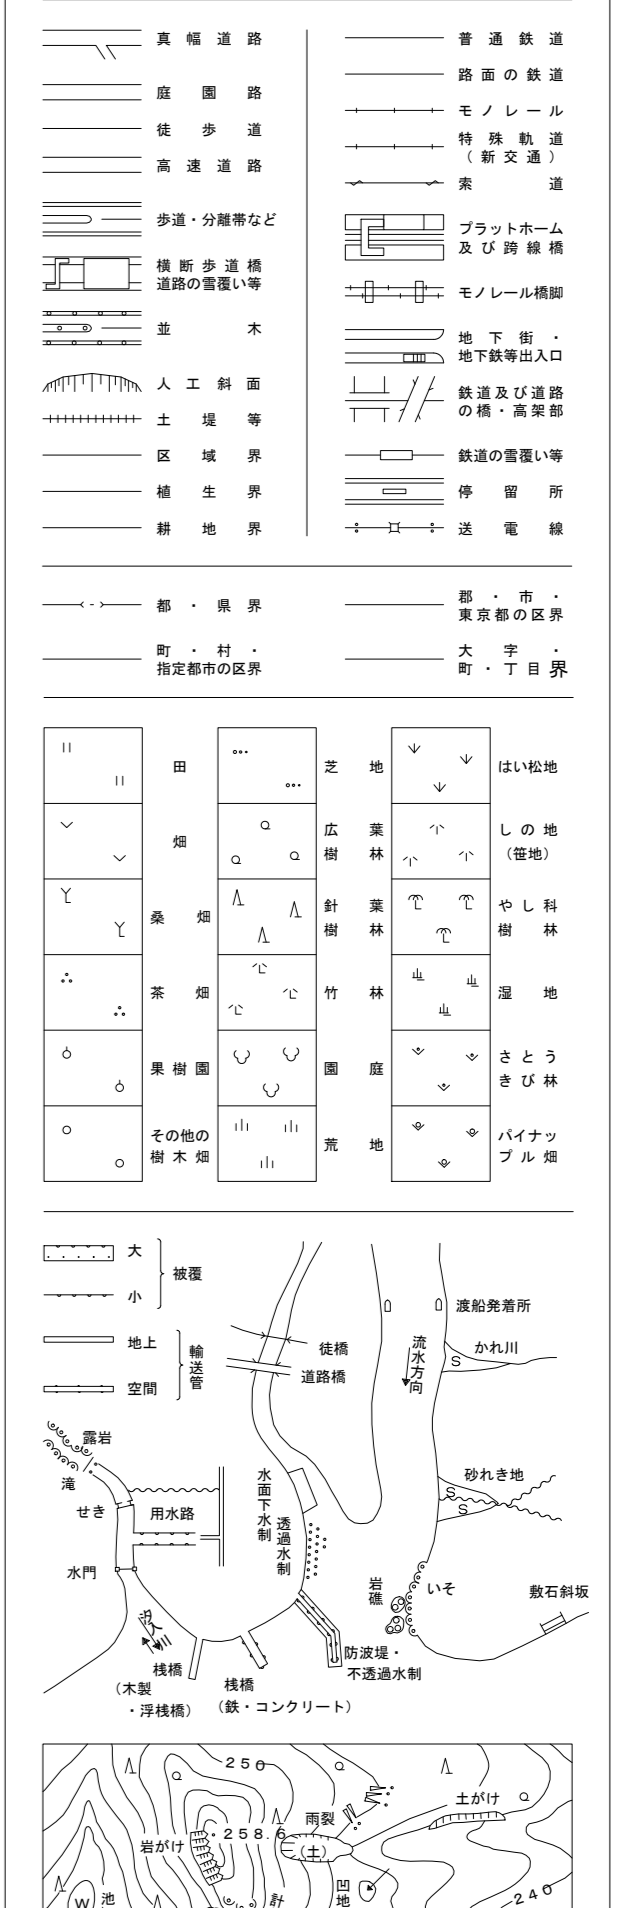 真幅道路
庭園路
徒歩道
高速道路
歩道・分離帯など
横断歩道橋
道路の雪覆い等
並木
人工斜面
土堤等
区域界
植生界
耕地界
普通鉄道
路面の鉄道
モノレール
特殊軌道
(新交通)
索道
プラットホーム
及び跨線橋
モノレール橋脚
地下街・
地下鉄等出入口
鉄道及び道路
の橋・高架部
鉄道の雪覆い等
停留所
送電線
都・県界
町・村・
指定都市の区界
郡・市・
東京都の区界
大字・
町・丁目界
田
畑
桑畑
茶畑
果樹園
その他の
樹木畑
芝地
広葉
樹林
針葉
樹林
竹林
園庭
荒地
はい松地
しの地
(笹地)
やし科
樹林
湿地
さとう
きび林
パイナッ
プル畑
大
小
被覆
地上
空間
輸送管
渡船発着所
かれ川
S
流水方向
徒橋
道路橋
露岩
滝
せき
用水路
水門
水面下水制
透過水制
砂れき地
S
S
岩礁
いそ
敷石斜坂
汐入川
桟橋
(木製
・浮桟橋)
桟橋
(鉄・コンクリート)
防波堤・
不透過水制
250
土がけ
雨裂
岩がけ
258.6
(土)
凹地
240
W
池
計